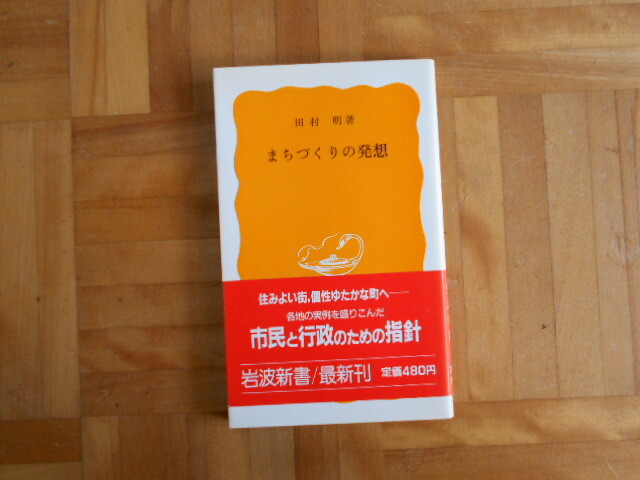 田村 明著
まちづくりの発想
住みよい街，個性ゆたかな町へ──
各地の実例を盛りこんだ
市民と行政のための指針
岩波新書/最新刊 定価480円